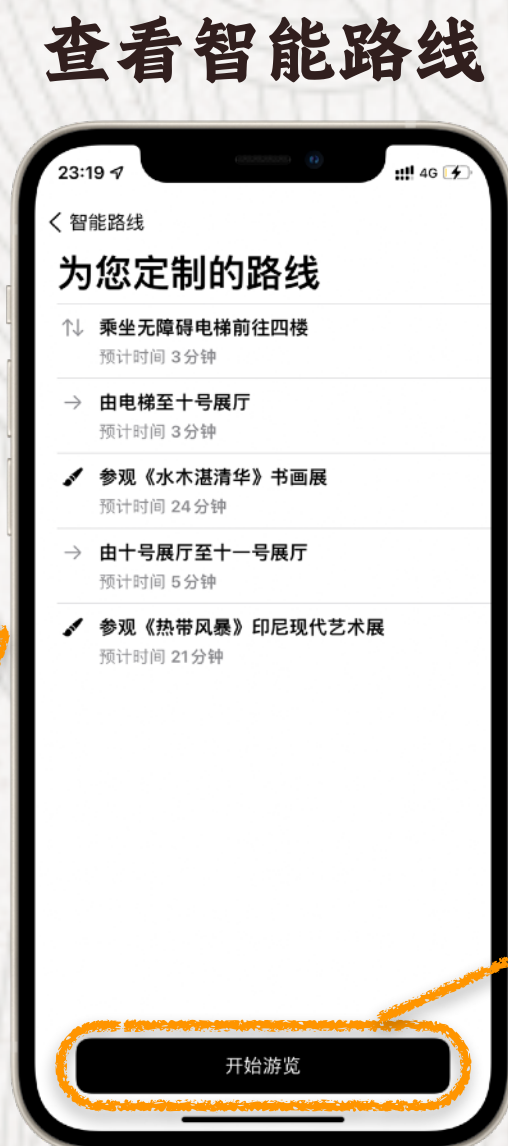 查看智能路线
23:19
4G
智能路线
为您定制的路线
乘坐无障碍电梯前往四楼
预计时间 3分钟
由电梯至十号展厅
预计时间 3分钟
参观《水木湛清华》书画展
预计时间 24分钟
由十号展厅至十一号展厅
预计时间 5分钟
参观《热带风暴》印尼现代艺术展
预计时间 21分钟
开始游览